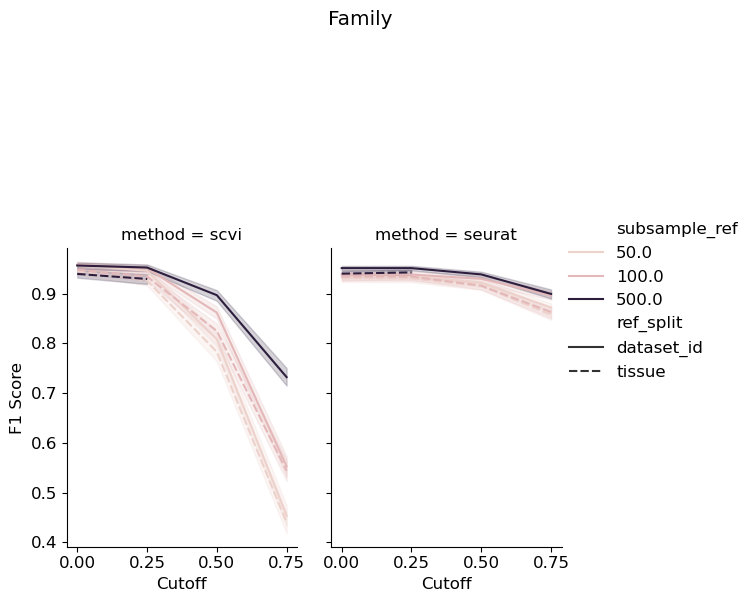 Family
method = scvi
method = seurat
F1 Score
0.9
0.8
0.7
0.6
0.5
0.4
0.00 0.25 0.50 0.75
Cutoff
0.00 0.25 0.50 0.75
Cutoff
subsample_ref
50.0
100.0
500.0
ref_split
dataset_id
tissue